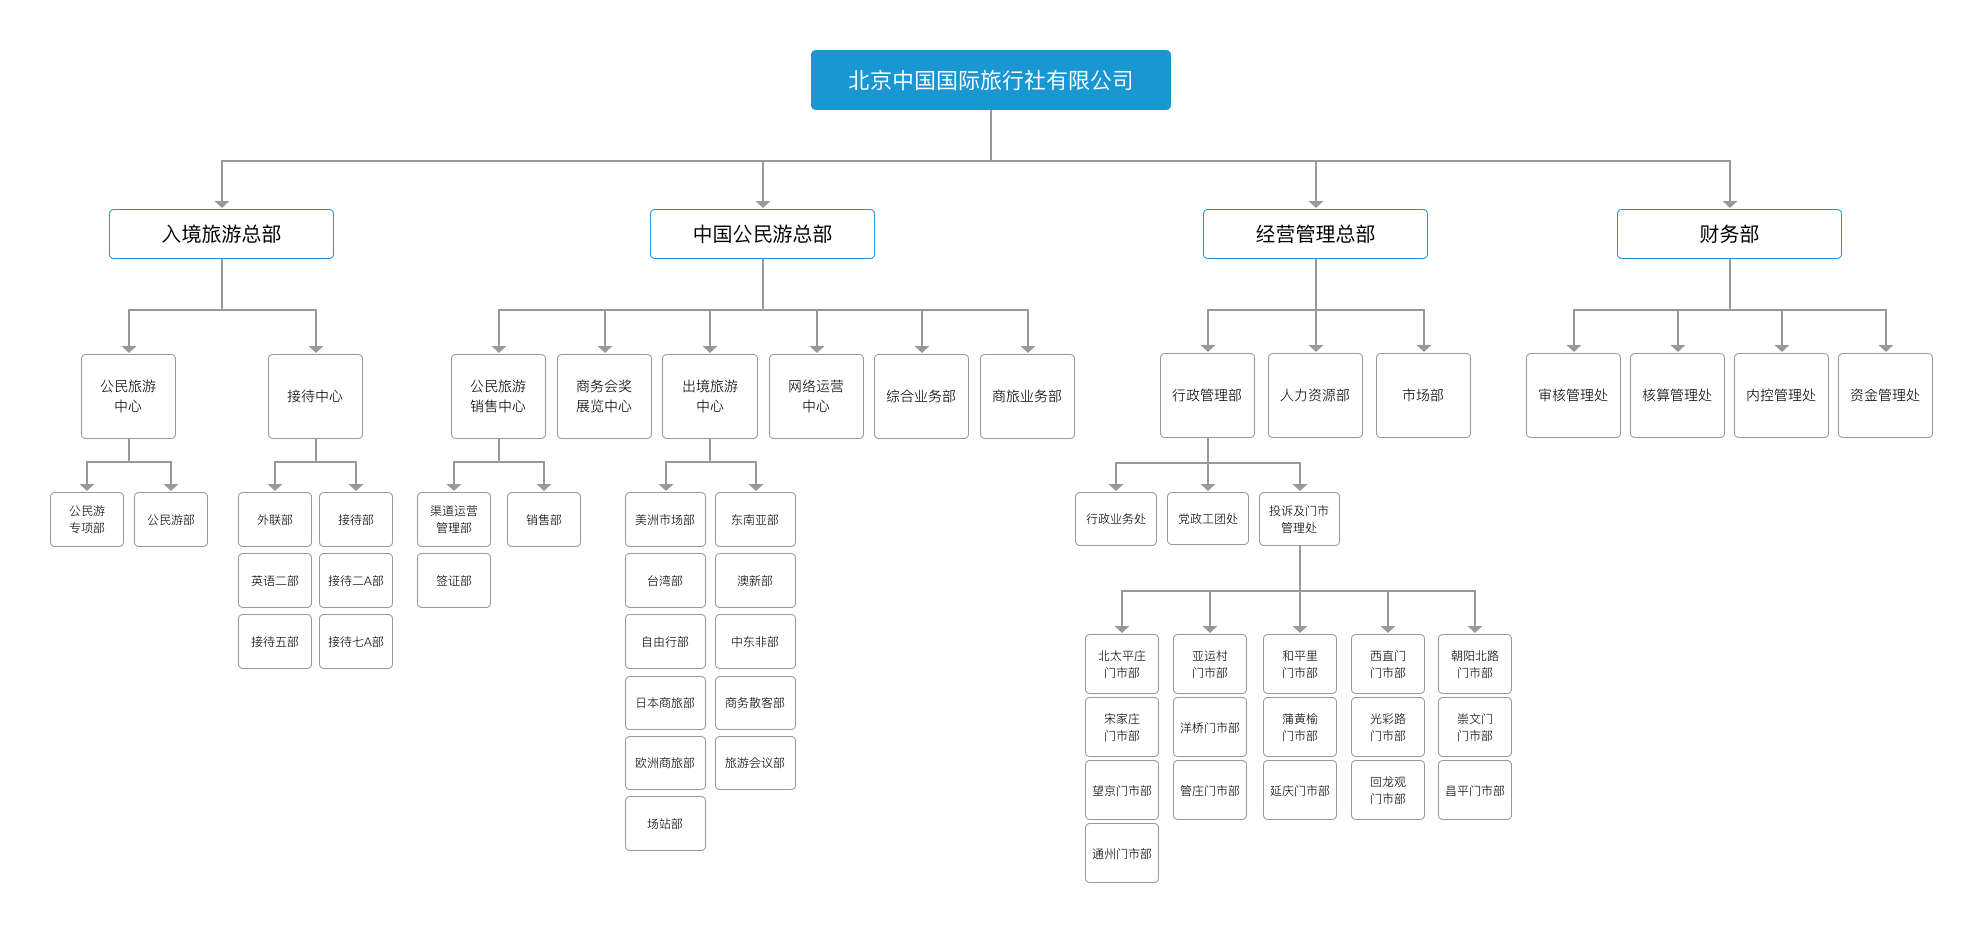 北京中国国际旅行社有限公司
入境旅游总部
中国公民游总部
经营管理总部
财务部
公民旅游
中心
接待中心
公民旅游
销售中心
商务会奖
展览中心
出境旅游
中心
网络运营
中心
综合业务部
商旅业务部
行政管理部
人力资源部
市场部
审核管理处
核算管理处
内控管理处
资金管理处
公民游
专项部
公民游部
外联部
接待部
渠道运营
管理部
销售部
美洲市场部
东南亚部
行政业务处
党政工团处
投诉及门市
管理处
英语二部
接待二A部
签证部
台湾部
澳新部
接待五部
接待七A部
自由行部
中东非部
日本商旅部
商务散客部
欧洲商旅部
旅游会议部
场站部
北太平庄
门市部
亚运村
门市部
和平里
门市部
西直门
门市部
朝阳北路
门市部
宋家庄
门市部
洋桥门市部
蒲黄榆
门市部
光彩路
门市部
崇文门
门市部
望京门市部
管庄门市部
延庆门市部
回龙观
门市部
昌平门市部
通州门市部